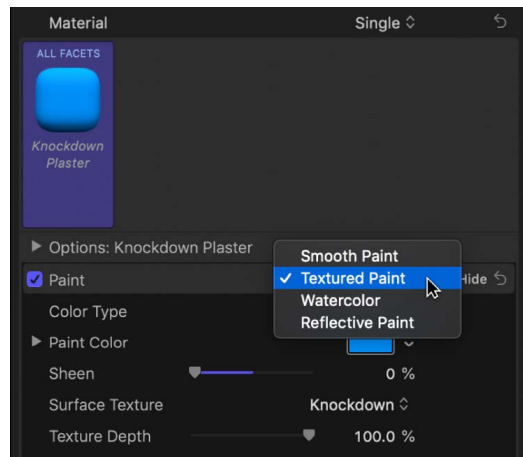 Material Single
ALL FACETS
Knockdown
Plaster
Options: Knockdown Plaster
Smooth Paint
Paint Textured Paint Hide
Watercolor
Color Type
Reflective Paint
Paint Color
Sheen 0 %
Surface Texture Knockdown
Texture Depth 100.0 %